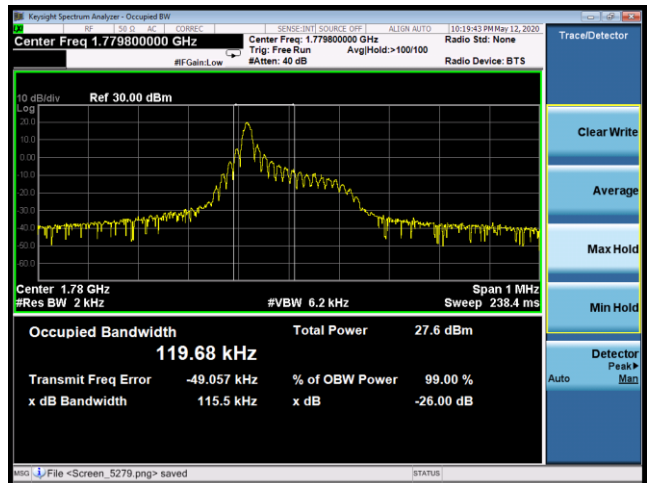 Keysight Spectrum Analyzer - Occupied BW
RF 50 Ω AC CORREC SENSE:INT SOURCE OFF ALIGN AUTO 10:19:43 PM May 12, 2020
Center Freq 1.779800000 GHz Center Freq: 1.779800000 GHz Radio Std: None
Trig: Free Run Avg|Hold:>100/100
#IFGain:Low #Atten: 40 dB Radio Device: BTS
Trace/Detector
10 dB/div Ref 30.00 dBm
Log
20.0
10.0
0.00
-10.0
-20.0
-30.0
-40.0
-50.0
-60.0
Center 1.78 GHz Span 1 MHz
#Res BW 2 kHz #VBW 6.2 kHz Sweep 238.4 ms
Occupied Bandwidth Total Power 27.6 dBm
119.68 kHz
Transmit Freq Error -49.057 kHz % of OBW Power 99.00 %
x dB Bandwidth 115.5 kHz x dB -26.00 dB
Clear Write
Average
Max Hold
Min Hold
Detector
Peak▶
Auto Man
MSG File <Screen_5279.png> saved STATUS